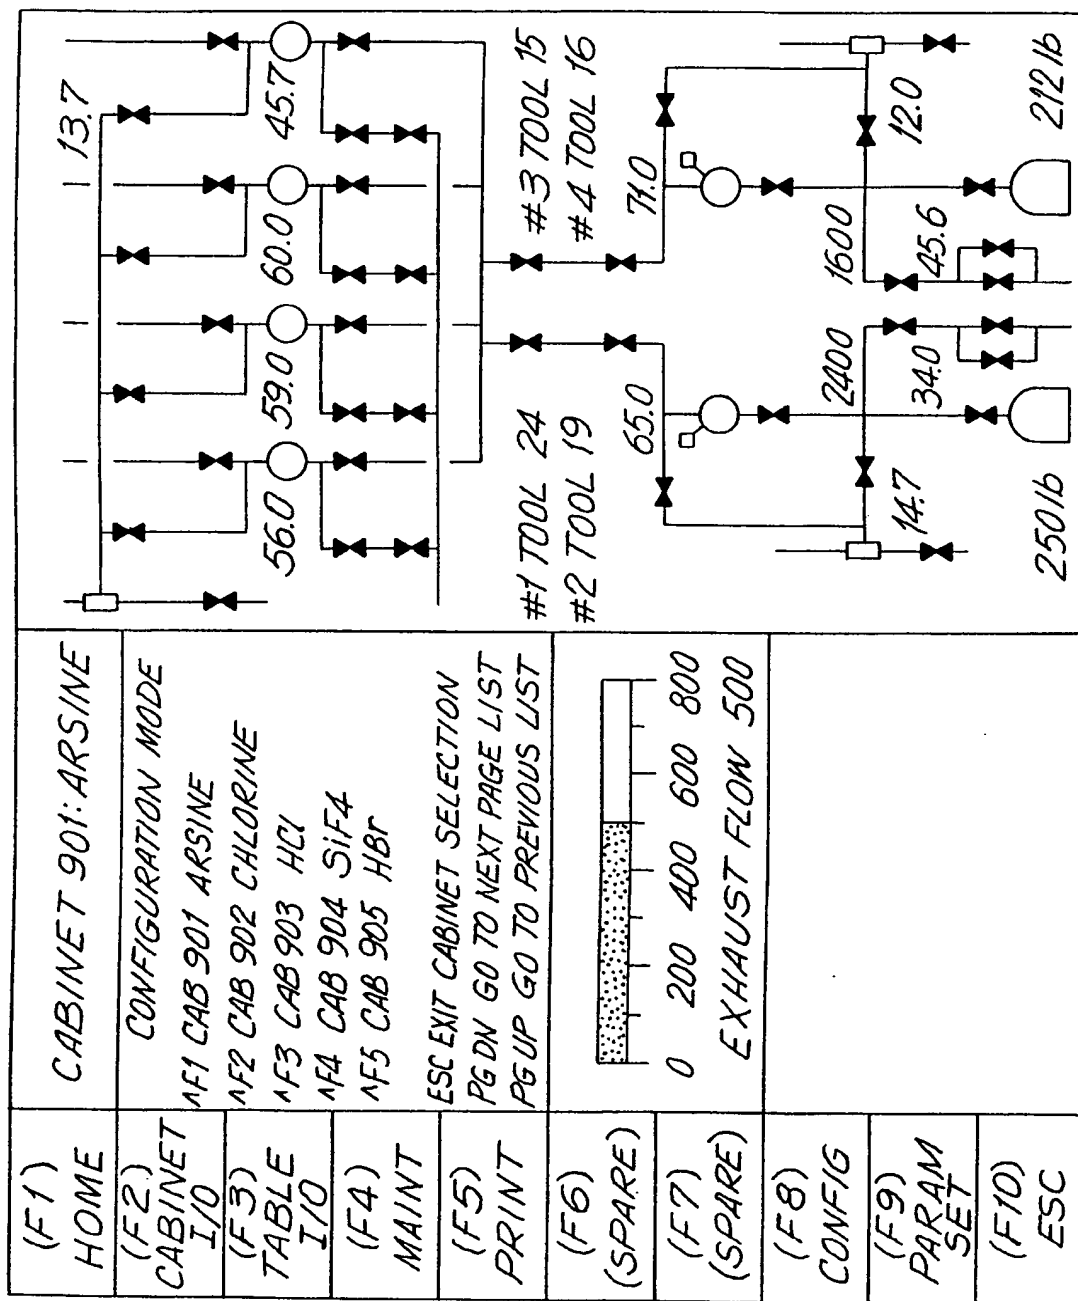 (F1)
HOME
(F2)
CABINET
I/O
(F3)
TABLE
I/O
(F4)
MAINT
(F5)
PRINT
(F6)
(SPARE)
(F7)
(SPARE)
(F8)
CONFIG
(F9)
PARAM
SET
(F10)
ESC
CABINET 901: ARSINE
CONFIGURATION MODE
^F1 CAB 901 ARSINE
^F2 CAB 902 CHLORINE
^F3 CAB 903 HCl
^F4 CAB 904 SiF4
^F5 CAB 905 HBr
ESC EXIT CABINET SELECTION
PG DN GO TO NEXT PAGE LIST
PG UP GO TO PREVIOUS LIST
0 200 400 600 800
EXHAUST FLOW 500
13.7
56.0 59.0 60.0 45.7
#1 TOOL 24
#2 TOOL 19
#3 TOOL 15
#4 TOOL 16
65.0 71.0
2400 1600
14.7 34.0 45.6 12.0
250 lb 212 lb